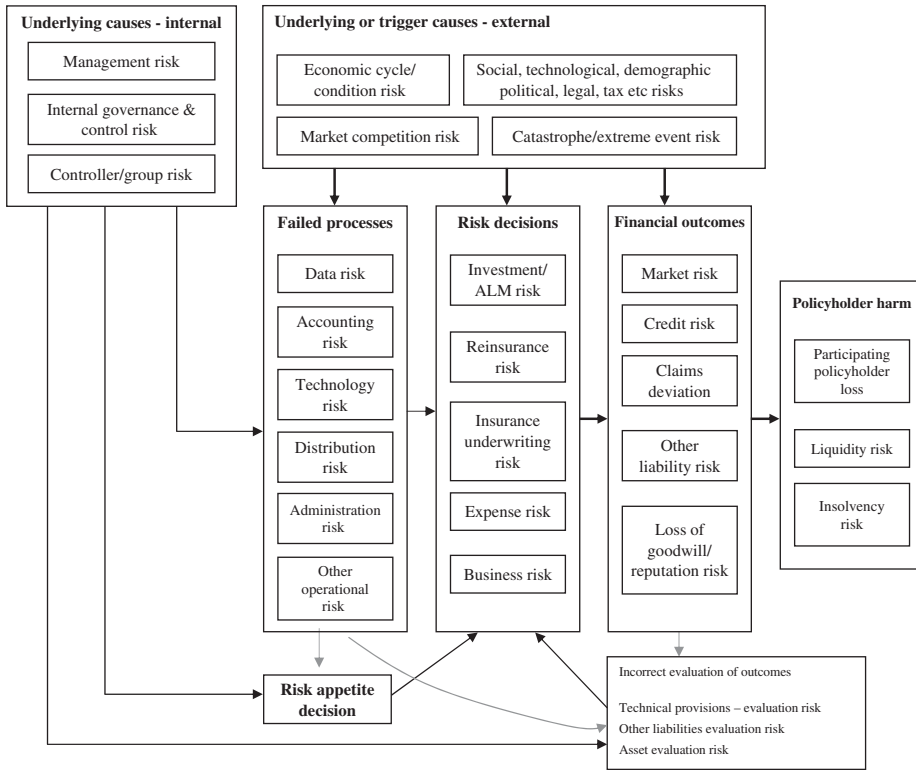 Underlying causes - internal
Management risk
Internal governance &
control risk
Controller/group risk
Underlying or trigger causes - external
Economic cycle/
condition risk
Social, technological, demographic
political, legal, tax etc risks
Market competition risk
Catastrophe/extreme event risk
Failed processes
Data risk
Accounting
risk
Technology
risk
Distribution
risk
Administration
risk
Other
operational
risk
Risk decisions
Investment/
ALM risk
Reinsurance
risk
Insurance
underwriting
risk
Expense risk
Business risk
Financial outcomes
Market risk
Credit risk
Claims
deviation
Other
liability risk
Loss of
goodwill/
reputation risk
Policyholder harm
Participating
policyholder
loss
Liquidity risk
Insolvency
risk
Risk appetite
decision
Incorrect evaluation of outcomes
Technical provisions – evaluation risk
Other liabilities evaluation risk
Asset evaluation risk